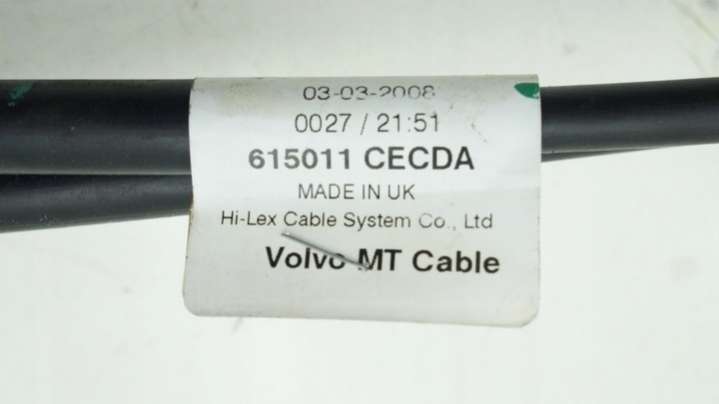 03-03-2008
0027 / 21:51
615011 CECDA
MADE IN UK
Hi-Lex Cable System Co., Ltd
Volvo MT Cable